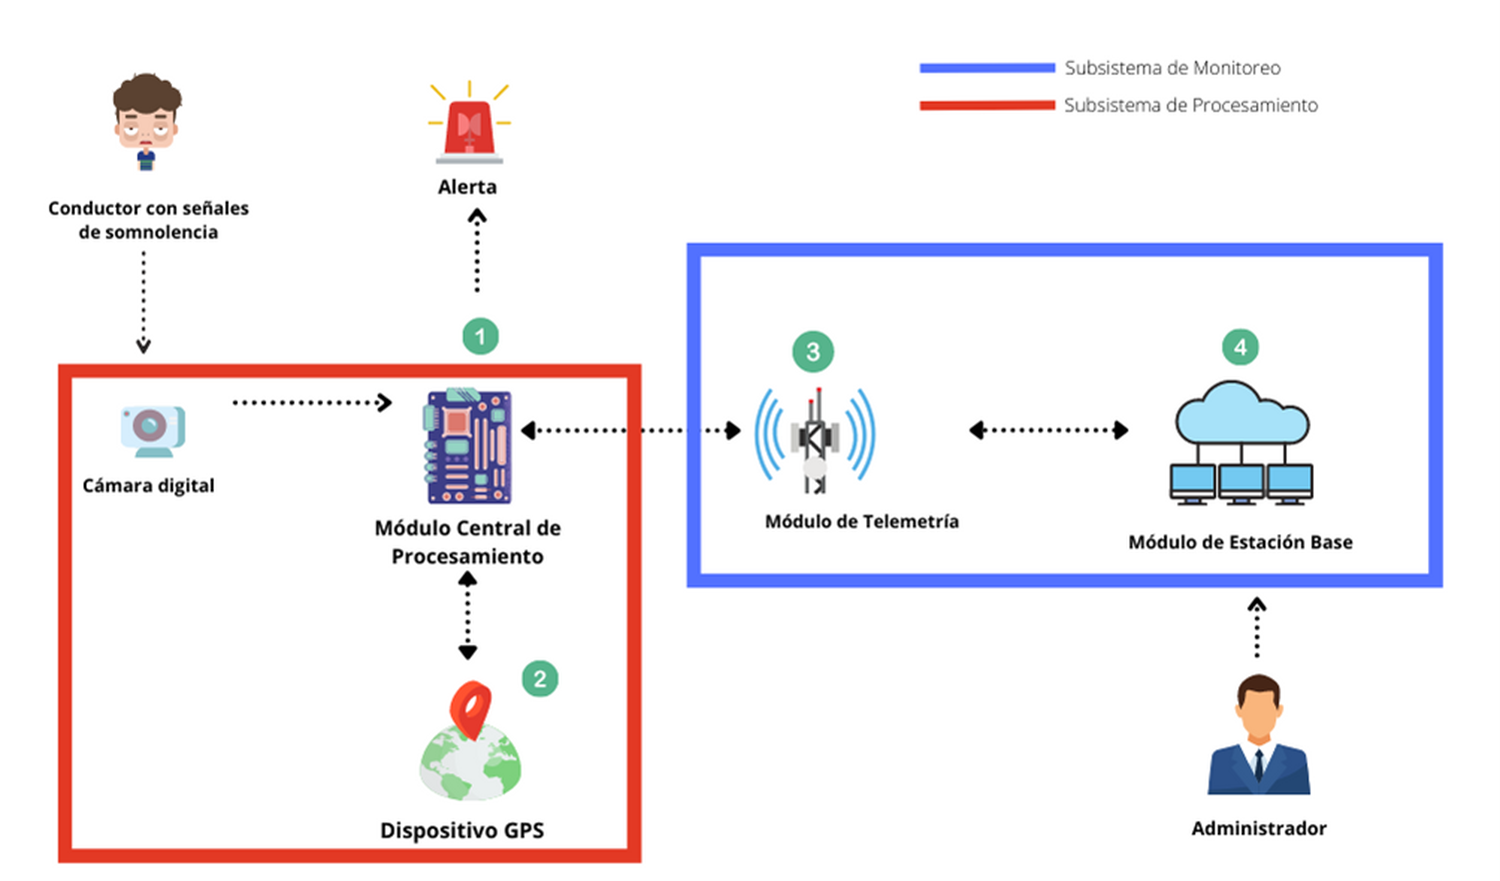 Subsistema de Monitoreo
Subsistema de Procesamiento
Conductor con señales
de somnolencia
Alerta
1
3
4
Cámara digital
Módulo Central de
Procesamiento
Módulo de Telemetría
Módulo de Estación Base
2
Dispositivo GPS
Administrador